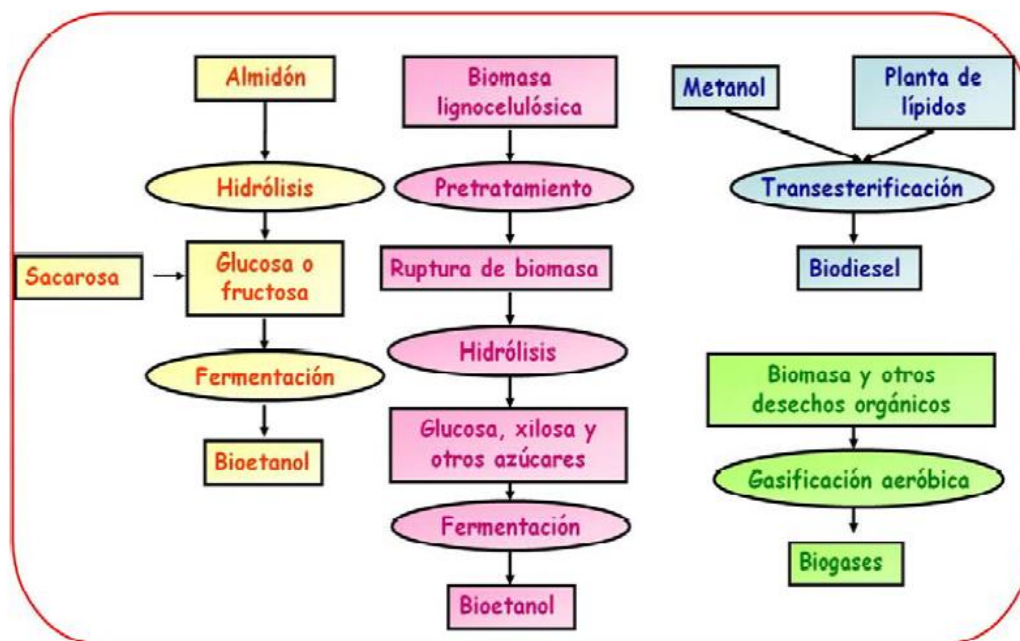 Almidón
Hidrólisis
Sacarosa
Glucosa o
fructosa
Fermentación
Bioetanol
Biomasa
lignocelulósica
Pretratamiento
Ruptura de biomasa
Hidrólisis
Glucosa, xilosa y
otros azúcares
Fermentación
Bioetanol
Metanol
Planta de
lípidos
Transesterificación
Biodiesel
Biomasa y otros
desechos orgánicos
Gasificación aeróbica
Biogases